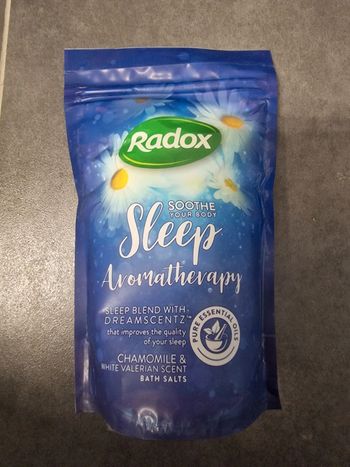 Radox
SOOTHE
YOUR BODY
Sleep
Aromatherapy
SLEEP BLEND WITH
DREAMSCENTZ™
that improves the quality
of your sleep
PURE ESSENTIAL OILS
CHAMOMILE &
WHITE VALERIAN SCENT
BATH SALTS